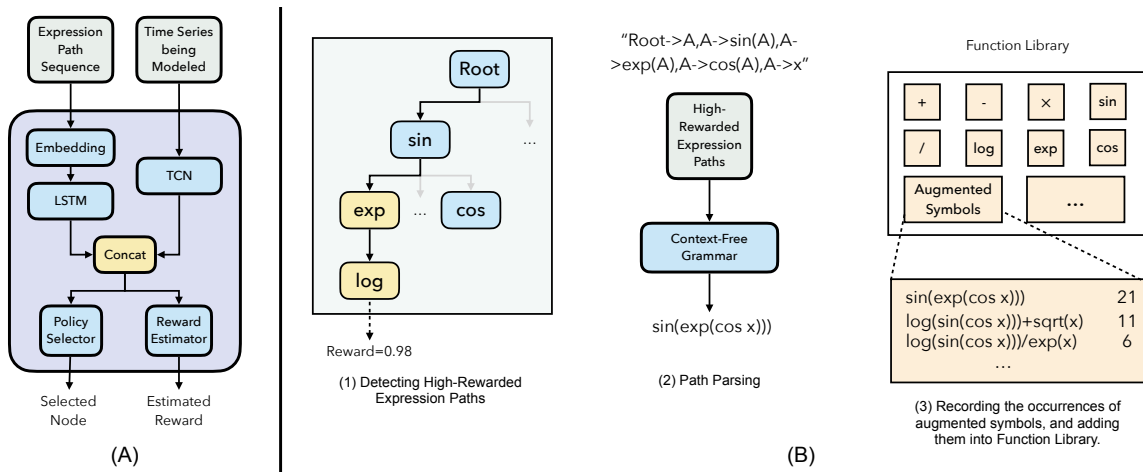 Expression
Path
Sequence
Time Series
being
Modeled
Embedding
LSTM
TCN
Concat
Policy
Selector
Reward
Estimator
Selected
Node
Estimated
Reward
(A)
Root
...
sin
exp
...
cos
log
Reward=0.98
(1) Detecting High-Rewarded
Expression Paths
"Root->A,A->sin(A),A-
>exp(A),A->cos(A),A->x"
High-
Rewarded
Expression
Paths
Context-Free
Grammar
sin(exp(cos x)))
(2) Path Parsing
Function Library
+ - × sin
/ log exp cos
Augmented
Symbols
...
sin(exp(cos x))) 21
log(sin(cos x)))+sqrt(x) 11
log(sin(cos x)))/exp(x) 6
...
(3) Recording the occurrences of
augmented symbols, and adding
them into Function Library.
(B)